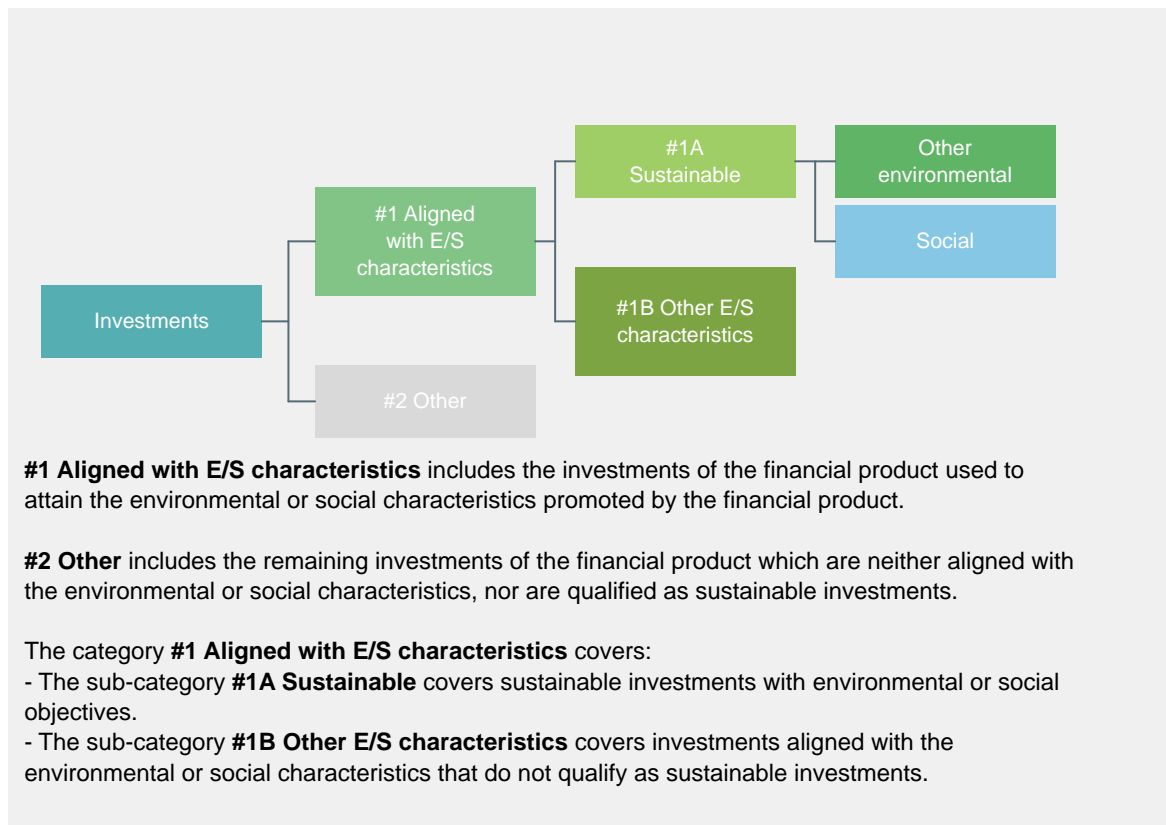 #1A
Sustainable
Other
environmental
#1 Aligned
with E/S
characteristics
Social
Investments
#1B Other E/S
characteristics
#2 Other
#1 Aligned with E/S characteristics includes the investments of the financial product used to
attain the environmental or social characteristics promoted by the financial product.
#2 Other includes the remaining investments of the financial product which are neither aligned with
the environmental or social characteristics, nor are qualified as sustainable investments.
The category #1 Aligned with E/S characteristics covers:
- The sub-category #1A Sustainable covers sustainable investments with environmental or social
objectives.
- The sub-category #1B Other E/S characteristics covers investments aligned with the
environmental or social characteristics that do not qualify as sustainable investments.